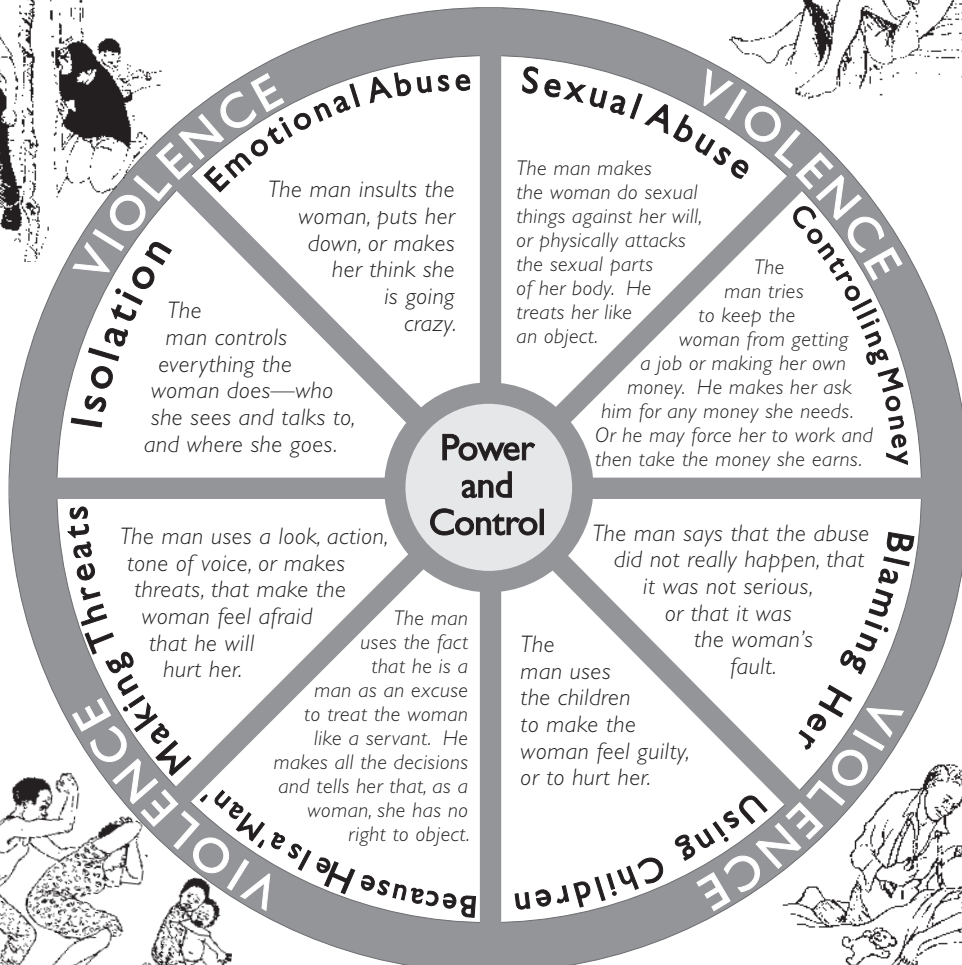 VIOLENCE
Emotional Abuse
The man insults the
woman, puts her
down, or makes
her think she
is going
crazy.
VIOLENCE
Sexual Abuse
The man makes
the woman do sexual
things against her will,
or physically attacks
the sexual parts
of her body. He
treats her like
an object.
Controlling Money
The
man tries
to keep the
woman from getting
a job or making her own
money. He makes her ask
him for any money she needs.
Or he may force her to work and
then take the money she earns.
Isolation
The
man controls
everything the
woman does—who
she sees and talks to,
and where she goes.
Power
and
Control
Making Threats
The man uses a look, action,
tone of voice, or makes
threats, that make the
woman feel afraid
that he will
hurt her.
VIOLENCE
Because He Is a 'Man'
The man
uses the fact
that he is a
man as an excuse
to treat the woman
like a servant. He
makes all the decisions
and tells her that, as a
woman, she has no
right to object.
VIOLENCE
Using Children
The
man uses
the children
to make the
woman feel guilty,
or to hurt her.
VIOLENCE
Blaming Her
The man says that the abuse
did not really happen, that
it was not serious,
or that it was
the woman's
fault.
VIOLENCE